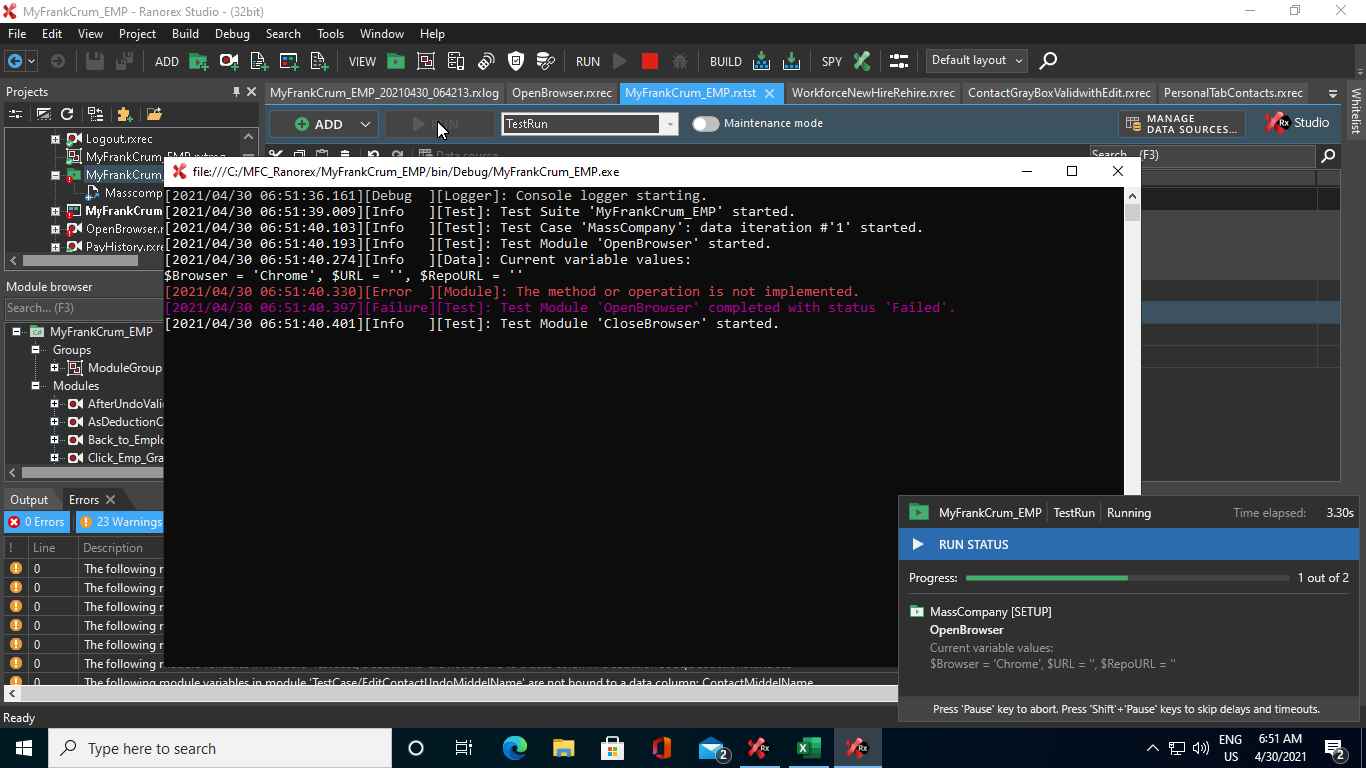 MyFrankCrum_EMP - Ranorex Studio - (32bit)
File Edit View Project Build Debug Search Tools Window Help
ADD VIEW RUN BUILD SPY Default layout
Projects
MyFrankCrum_EMP_20210430_064213.rxlog OpenBrowser.rxrec MyFrankCrum_EMP.rxtst WorkforceNewHireRehire.rxrec ContactGrayBoxValidwithEdit.rxrec PersonalTabContacts.rxrec
Whitelist
ADD RUN TestRun Maintenance mode MANAGE DATA SOURCES... Rx Studio
Logout.rxrec
Data source
Search... (F3)
MyFrankCrum_EMP.rxtmg
MyFrankCrum
Masscomp
MyFrankCrum
OpenBrowser.r
PayHistory.rxre
Module browser
Search... (F3)
MyFrankCrum_EMP
Groups
ModuleGroup
Modules
AfterUndoVali
AsDeductionC
Back_to_Emplo
Click_Emp_Gra
file:///C:/MFC_Ranorex/MyFrankCrum_EMP/bin/Debug/MyFrankCrum_EMP.exe
[2021/04/30 06:51:36.161][Debug  ][Logger]: Console logger starting.
[2021/04/30 06:51:39.009][Info   ][Test]: Test Suite 'MyFrankCrum_EMP' started.
[2021/04/30 06:51:40.103][Info   ][Test]: Test Case 'MassCompany': data iteration #'1' started.
[2021/04/30 06:51:40.193][Info   ][Test]: Test Module 'OpenBrowser' started.
[2021/04/30 06:51:40.274][Info   ][Data]: Current variable values:
$Browser = 'Chrome', $URL = '', $RepoURL = ''
[2021/04/30 06:51:40.330][Error  ][Module]: The method or operation is not implemented.
[2021/04/30 06:51:40.397][Failure][Test]: Test Module 'OpenBrowser' completed with status 'Failed'.
[2021/04/30 06:51:40.401][Info   ][Test]: Test Module 'CloseBrowser' started.
Output Errors
0 Errors 23 Warnings
! Line Description
0 The following r
0 The following r
0 The following r
0 The following r
0 The following r
0 The following
The following module variables in module 'TestCase/EditContactUndoMiddelName' are not bound to a data column: ContactMiddelName
MyFrankCrum_EMP TestRun Running Time elapsed: 3.30s
RUN STATUS
Progress: 1 out of 2
MassCompany [SETUP]
OpenBrowser
Current variable values:
$Browser = 'Chrome', $URL = '', $RepoURL = ''
Press 'Pause' key to abort. Press 'Shift'+'Pause' keys to skip delays and timeouts.
Ready
Type here to search
2
Rx
Rx
ENG
US
6:51 AM
4/30/2021
2